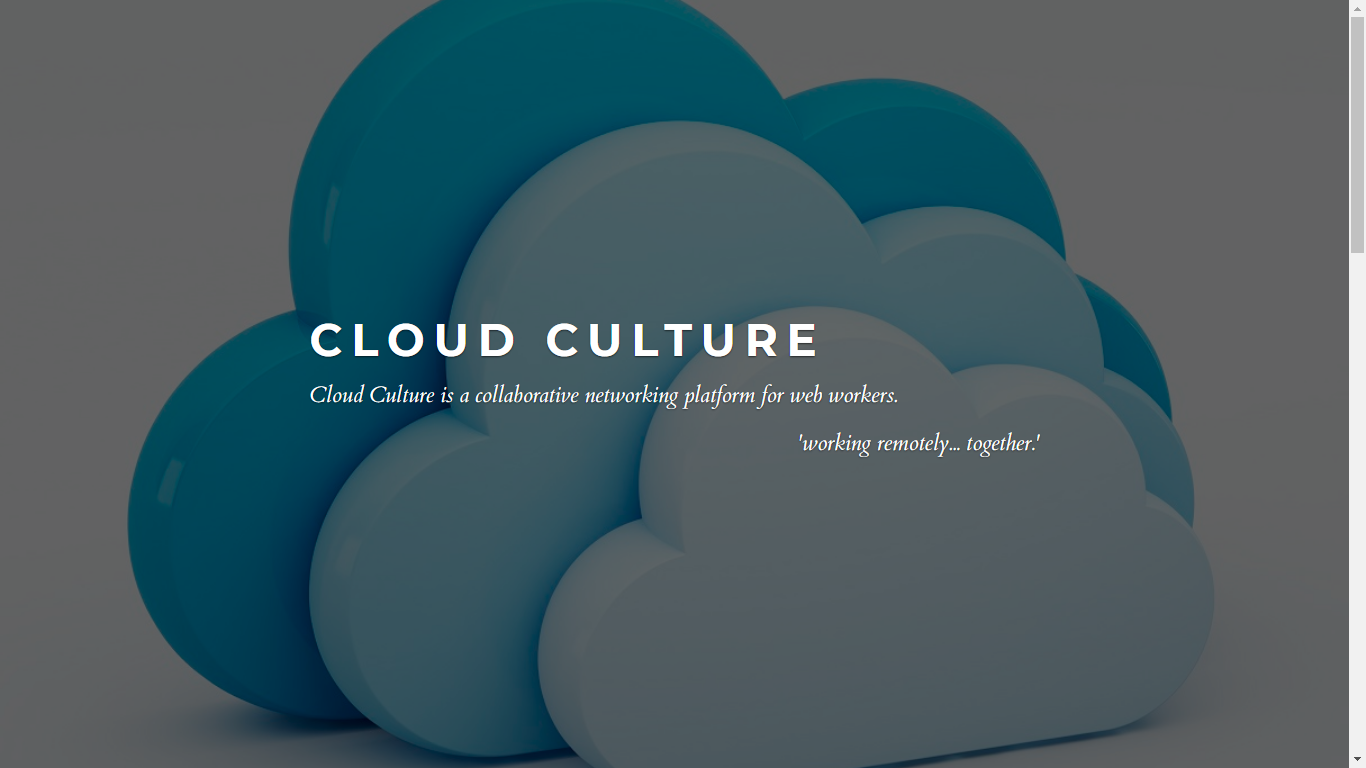 CLOUD CULTURE
Cloud Culture is a collaborative networking platform for web workers.
'working remotely... together.'